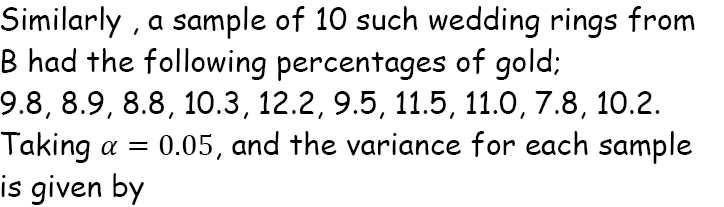 Similarly , a sample of 10 such wedding rings from
B had the following percentages of gold;
9.8, 8.9, 8.8, 10.3, 12.2, 9.5, 11.5, 11.0, 7.8, 10.2.
Taking α = 0.05, and the variance for each sample
is given by